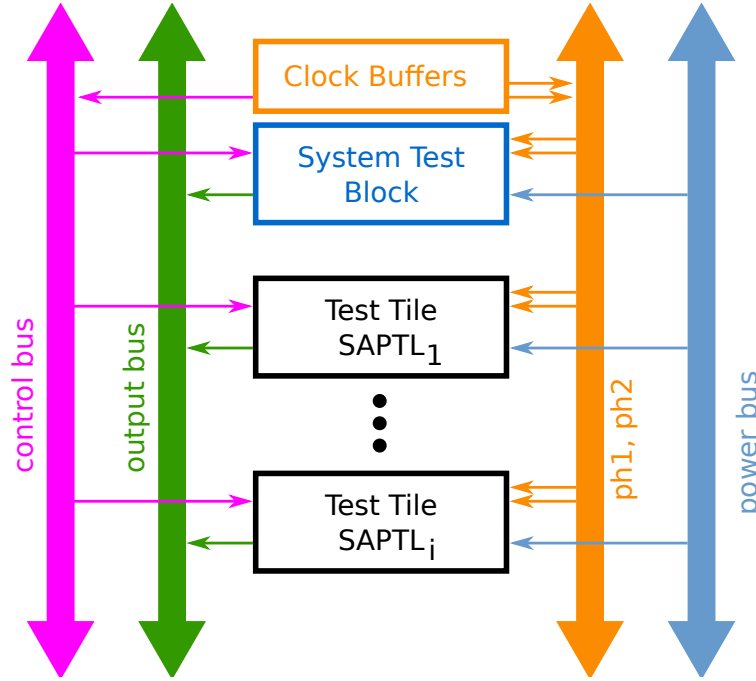 Clock Buffers
System Test
Block
Test Tile
SAPTL1
Test Tile
SAPTLi
control bus
output bus
ph1, ph2
power bus